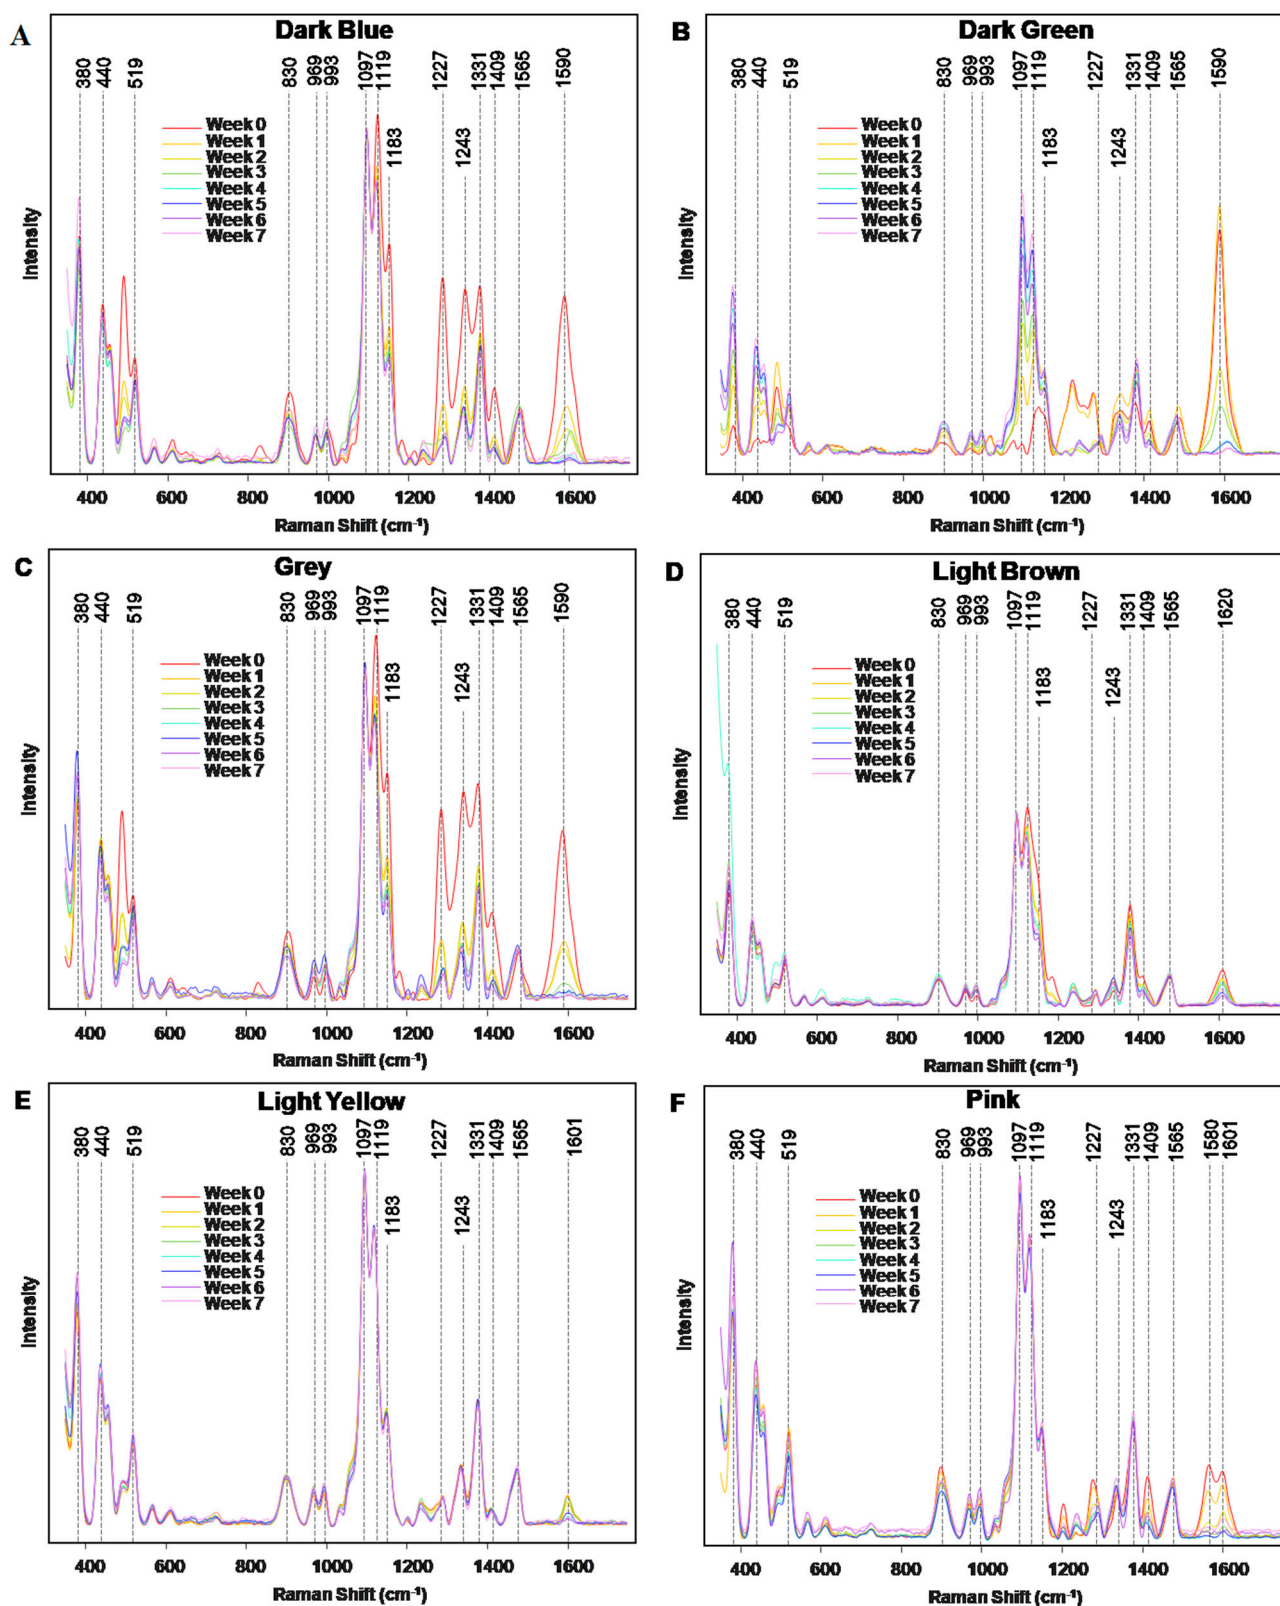 A
Dark Blue
380 440 519 830 969 993 1097 1119 1227 1331 1409 1565 1590
1183 1243
Week 0
Week 1
Week 2
Week 3
Week 4
Week 5
Week 6
Week 7
Intensity
400 600 800 1000 1200 1400 1600
Raman Shift (cm⁻¹)
B
Dark Green
380 440 519 830 969 993 1097 1119 1227 1331 1409 1565 1590
1183 1243
Week 0
Week 1
Week 2
Week 3
Week 4
Week 5
Week 6
Week 7
Intensity
400 600 800 1000 1200 1400 1600
Raman Shift (cm⁻¹)
C
Grey
380 440 519 830 969 993 1097 1119 1227 1331 1409 1565 1590
1183 1243
Week 0
Week 1
Week 2
Week 3
Week 4
Week 5
Week 6
Week 7
Intensity
400 600 800 1000 1200 1400 1600
Raman Shift (cm⁻¹)
D
Light Brown
380 440 519 830 969 993 1097 1119 1227 1331 1409 1565 1620
1183 1243
Week 0
Week 1
Week 2
Week 3
Week 4
Week 5
Week 6
Week 7
Intensity
400 600 800 1000 1200 1400 1600
Raman Shift (cm⁻¹)
E
Light Yellow
380 440 519 830 969 993 1097 1119 1227 1331 1409 1565 1601
1183 1243
Week 0
Week 1
Week 2
Week 3
Week 4
Week 5
Week 6
Week 7
Intensity
400 600 800 1000 1200 1400 1600
Raman Shift (cm⁻¹)
F
Pink
380 440 519 830 969 993 1097 1119 1227 1331 1409 1565 1580 1601
1183 1243
Week 0
Week 1
Week 2
Week 3
Week 4
Week 5
Week 6
Week 7
Intensity
400 600 800 1000 1200 1400 1600
Raman Shift (cm⁻¹)